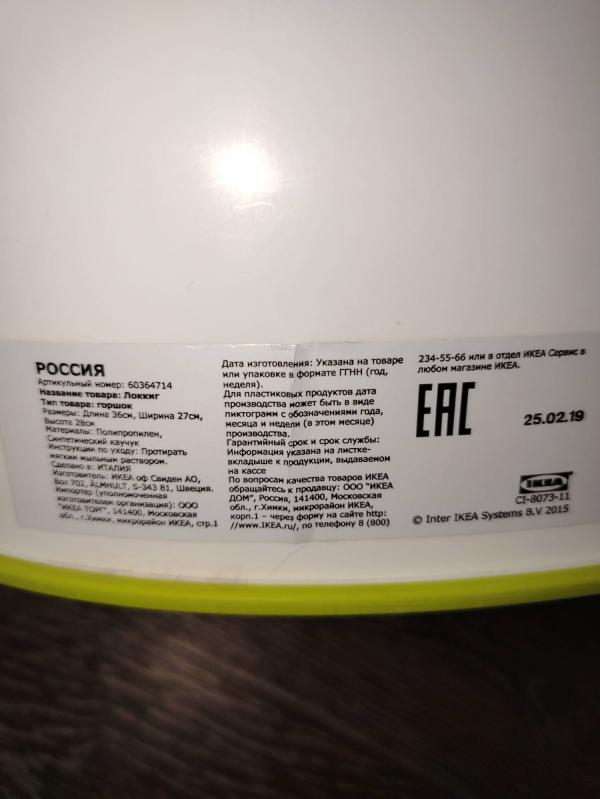 РОССИЯ
Артикульный номер: 60364714
Название товара: Локкиг
Тип товара: горшок
Размеры: Длина 36см, Ширина 27см,
Высота 28см
Материалы: Полипропилен,
Синтетический каучук
Инструкции по уходу: Протирать
мягким мыльным раствором.
Сделано в: ИТАЛИЯ
Изготовитель: ИКЕА оф Свиден АО,
Box 702, ÄLMHULT, S-343 81, Швеция.
Импортер (уполномоченная
изготовителем организация): ООО
"ИКЕА ТОРГ", 141400, Московская
обл., г.Химки, микрорайон ИКЕА, стр.1
Дата изготовления: Указана на товаре
или упаковке в формате ГГНН (год,
неделя).
Для пластиковых продуктов дата
производства может быть в виде
пиктограмм с обозначениями года,
месяца и недели (в этом месяце)
производства.
Гарантийный срок и срок службы:
Информация указана на листке-
вкладыше к продукции, выдаваемом
на кассе
По вопросам качества товаров ИКЕА
обращайтесь к продавцу: ООО "ИКЕА
ДОМ", Россия, 141400, Московская
обл., г.Химки, микрорайон ИКЕА,
корп.1 – через форму на сайте http:
//www.IKEA.ru/, по телефону 8 (800)
234-55-66 или в отдел ИКЕА Сервис в
любом магазине ИКЕА.
EAC
25.02.19
IKEA
CI-8073-11
© Inter IKEA Systems B.V 2015